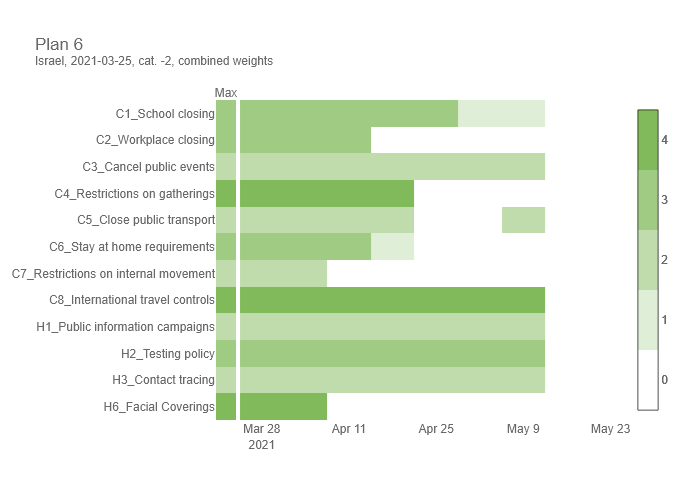 Plan 6
Israel, 2021-03-25, cat. -2, combined weights
Max
C1_School closing
C2_Workplace closing
C3_Cancel public events
C4_Restrictions on gatherings
C5_Close public transport
C6_Stay at home requirements
C7_Restrictions on internal movement
C8_International travel controls
H1_Public information campaigns
H2_Testing policy
H3_Contact tracing
H6_Facial Coverings
Mar 28
2021
Apr 11
Apr 25
May 9
May 23
4
3
2
1
0